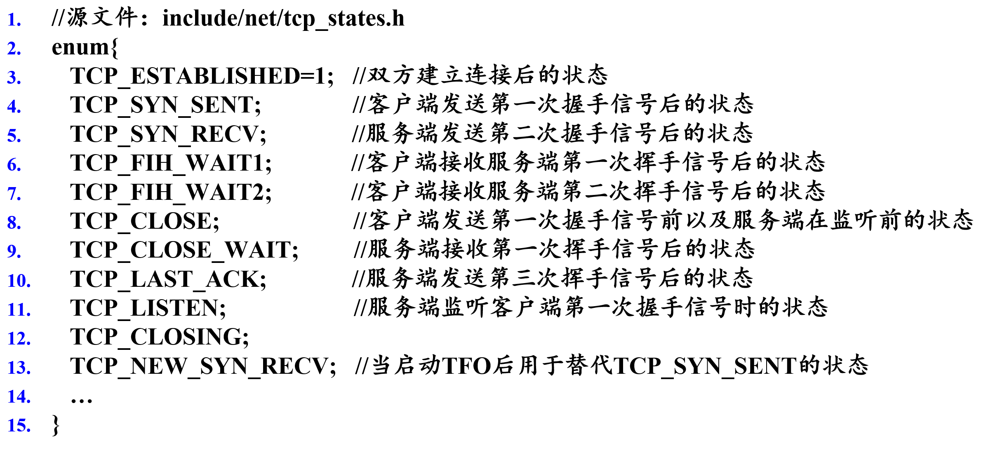 1. //源文件：include/net/tcp_states.h
2. enum{
3. TCP_ESTABLISHED=1; //双方建立连接后的状态
4. TCP_SYN_SENT; //客户端发送第一次握手信号后的状态
5. TCP_SYN_RECV; //服务端发送第二次握手信号后的状态
6. TCP_FIH_WAIT1; //客户端接收服务端第一次挥手信号后的状态
7. TCP_FIH_WAIT2; //客户端接收服务端第二次挥手信号后的状态
8. TCP_CLOSE; //客户端发送第一次握手信号前以及服务端在监听前的状态
9. TCP_CLOSE_WAIT; //服务端接收第一次挥手信号后的状态
10. TCP_LAST_ACK; //服务端发送第三次挥手信号后的状态
11. TCP_LISTEN; //服务端监听客户端第一次握手信号时的状态
12. TCP_CLOSING;
13. TCP_NEW_SYN_RECV; //当启动TFO后用于替代TCP_SYN_SENT的状态
14. …
15. }